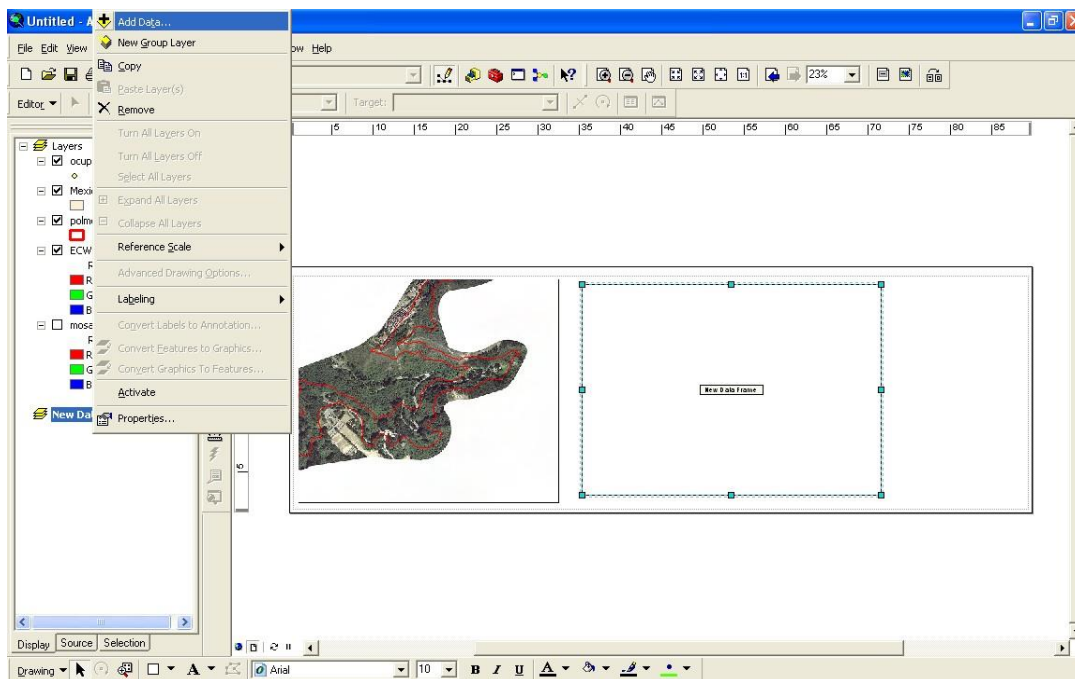 Untitled - A
File Edit View
ow Help
Add Data...
New Group Layer
Copy
Paste Layer(s)
Remove
Turn All Layers On
Turn All Layers Off
Select All Layers
Expand All Layers
Collapse All Layers
Reference Scale
Advanced Drawing Options...
Labeling
Convert Labels to Annotation...
Convert Features to Graphics...
Convert Graphics To Features...
Activate
Properties...
23%
1:1
Editor
Target:
5 10 15 20 25 30 35 40 45 50 55 60 65 70 75 80 85
Layers
ocup
Mexi
polm
ECW
R
R
G
B
mosa
R
R
G
B
New Da
5
New Data Frame
Display Source Selection
Drawing A Arial 10 B I U A